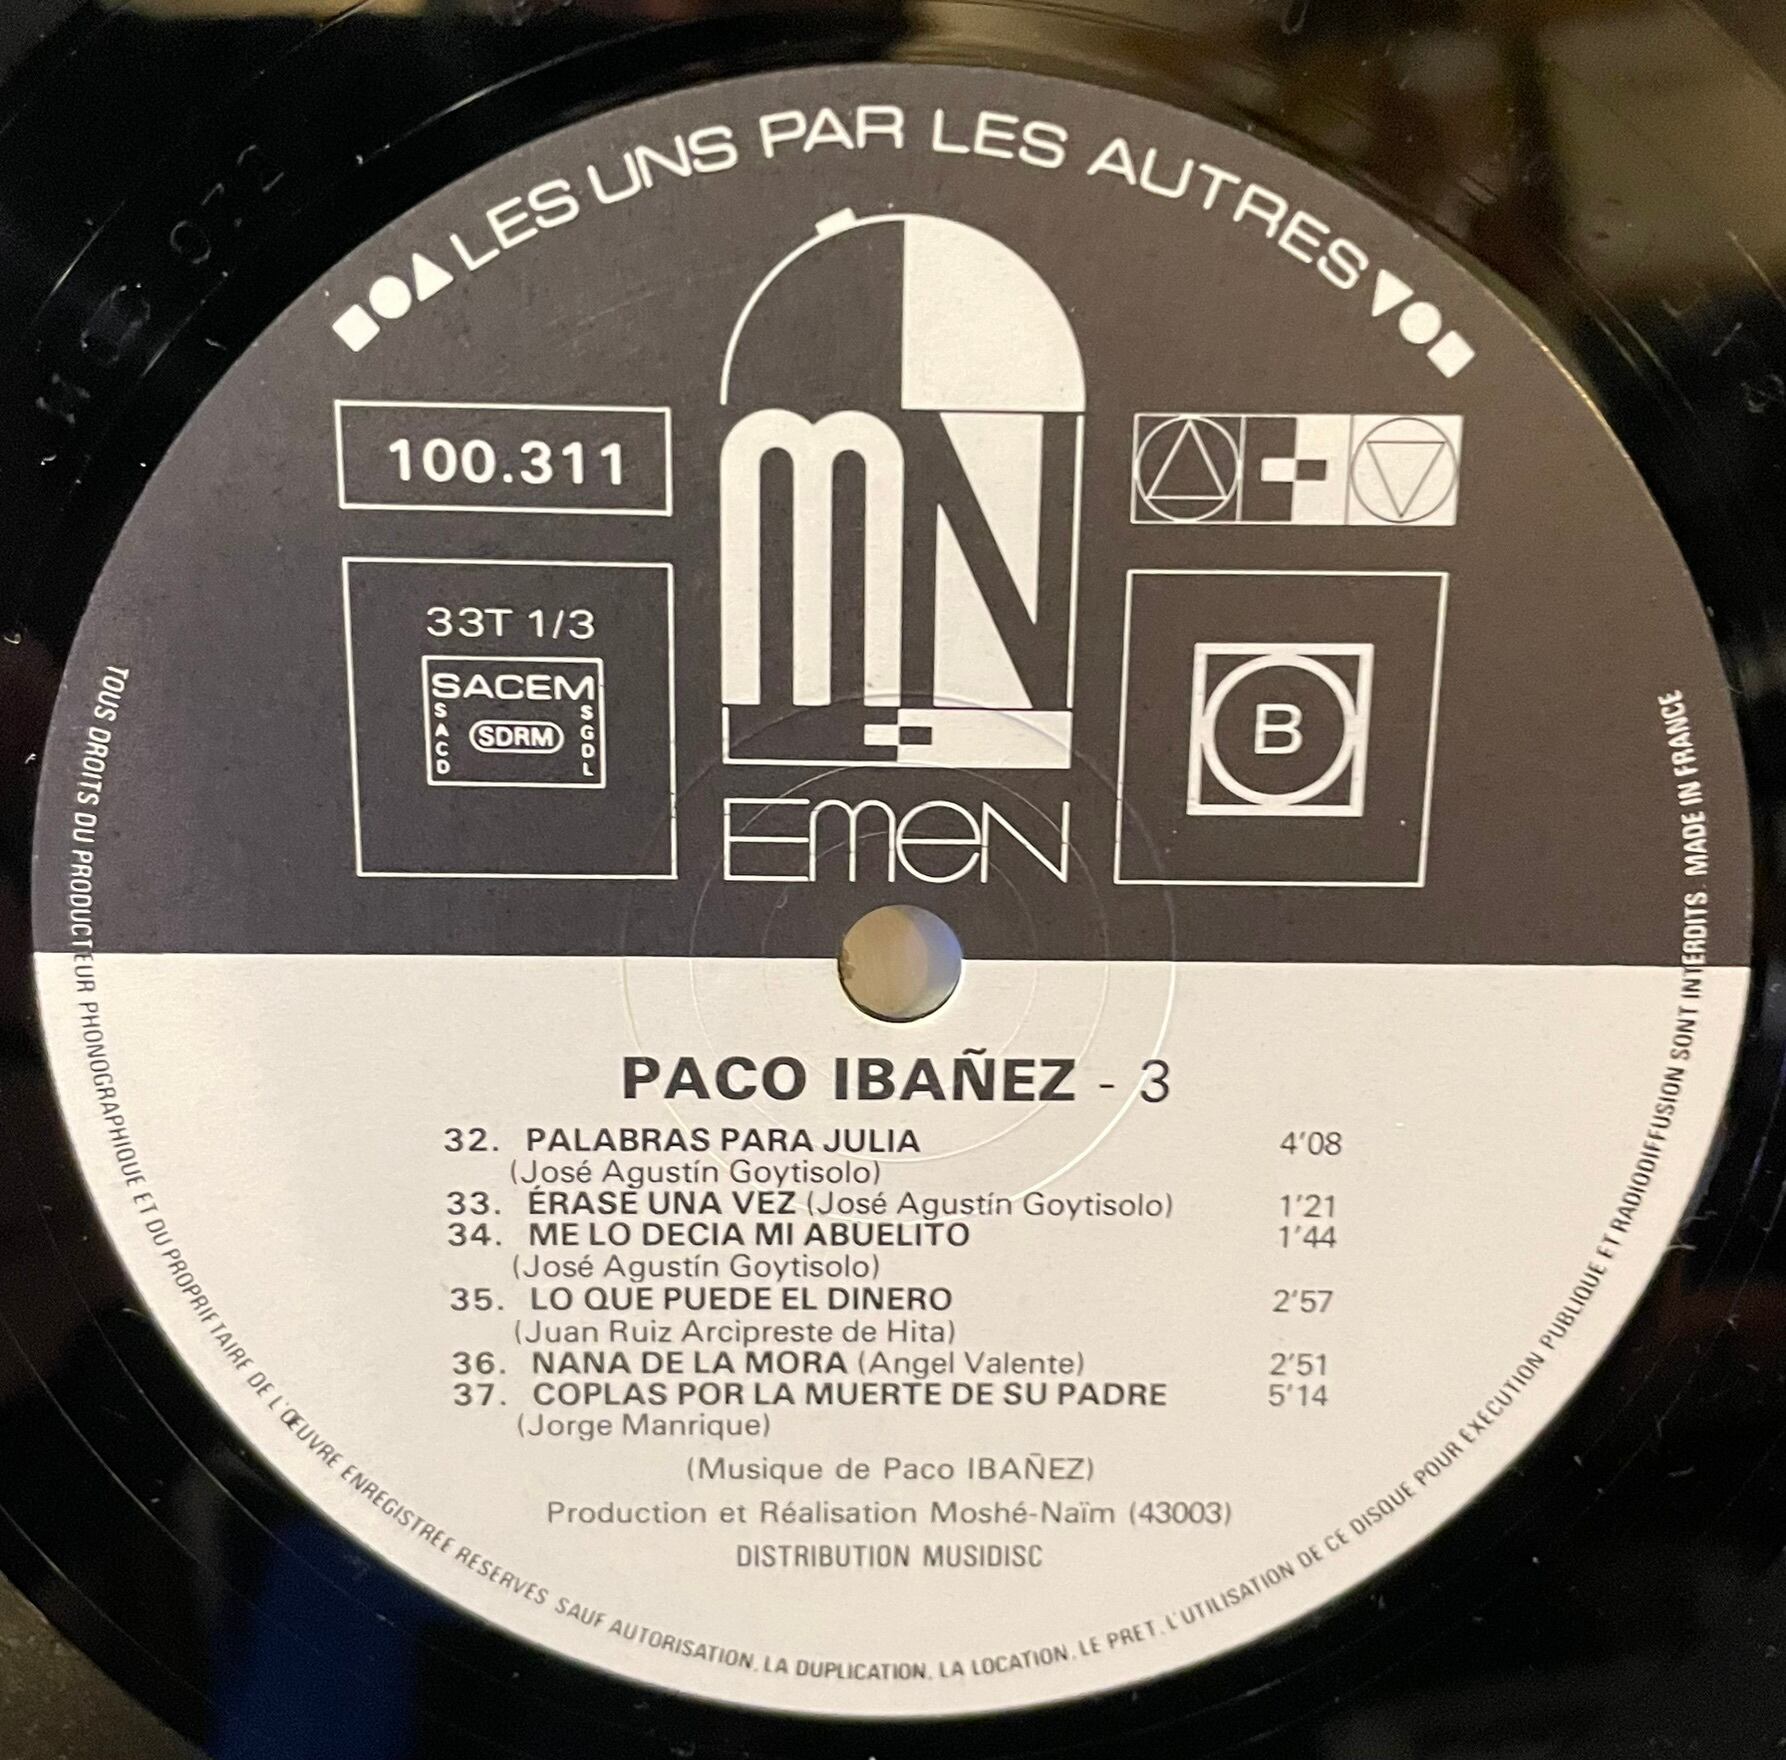 LES UNS PAR LES AUTRES
100.311
33T 1/3
SACEM
SACD
SDRM
SGDL
mN
B
EmeN
PACO IBAÑEZ - 3
32. PALABRAS PARA JULIA 4'08
(José Agustín Goytisolo)
33. ÉRASE UNA VEZ (José Agustín Goytisolo) 1'21
34. ME LO DECIA MI ABUELITO 1'44
(José Agustín Goytisolo)
35. LO QUE PUEDE EL DINERO 2'57
(Juan Ruiz Arcipreste de Hita)
36. NANA DE LA MORA (Angel Valente) 2'51
37. COPLAS POR LA MUERTE DE SU PADRE 5'14
(Jorge Manrique)
(Musique de Paco IBAÑEZ)
Production et Réalisation Moshé-Naïm (43003)
DISTRIBUTION MUSIDISC
TOUS DROITS DU PRODUCTEUR PHONOGRAPHIQUE ET DU PROPRIFTAIRE DE L'ŒUVRE ENREGISTREE RESERVES SAUF AUTORISATION, LA DUPLICATION, LA LOCATION, LE PRET, L'UTILISATION DE CE DISQUE POUR EXECUTION PUBLIQUE ET RADIODIFFUSION SONT INTERDITS. MADE IN FRANCE